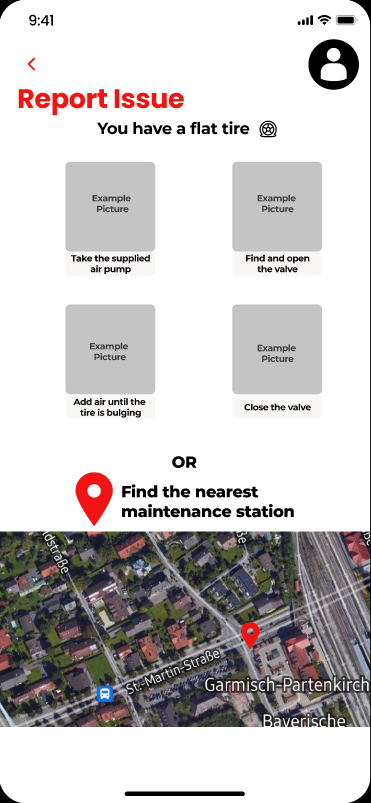 9:41
Report Issue
You have a flat tire
Example
Picture
Example
Picture
Take the supplied
air pump
Find and open
the valve
Example
Picture
Example
Picture
Add air until the
tire is bulging
Close the valve
OR
Find the nearest
maintenance station
dstraße
ße
St.-Martin-Straße
Garmisch-Partenkirch
Bayerische